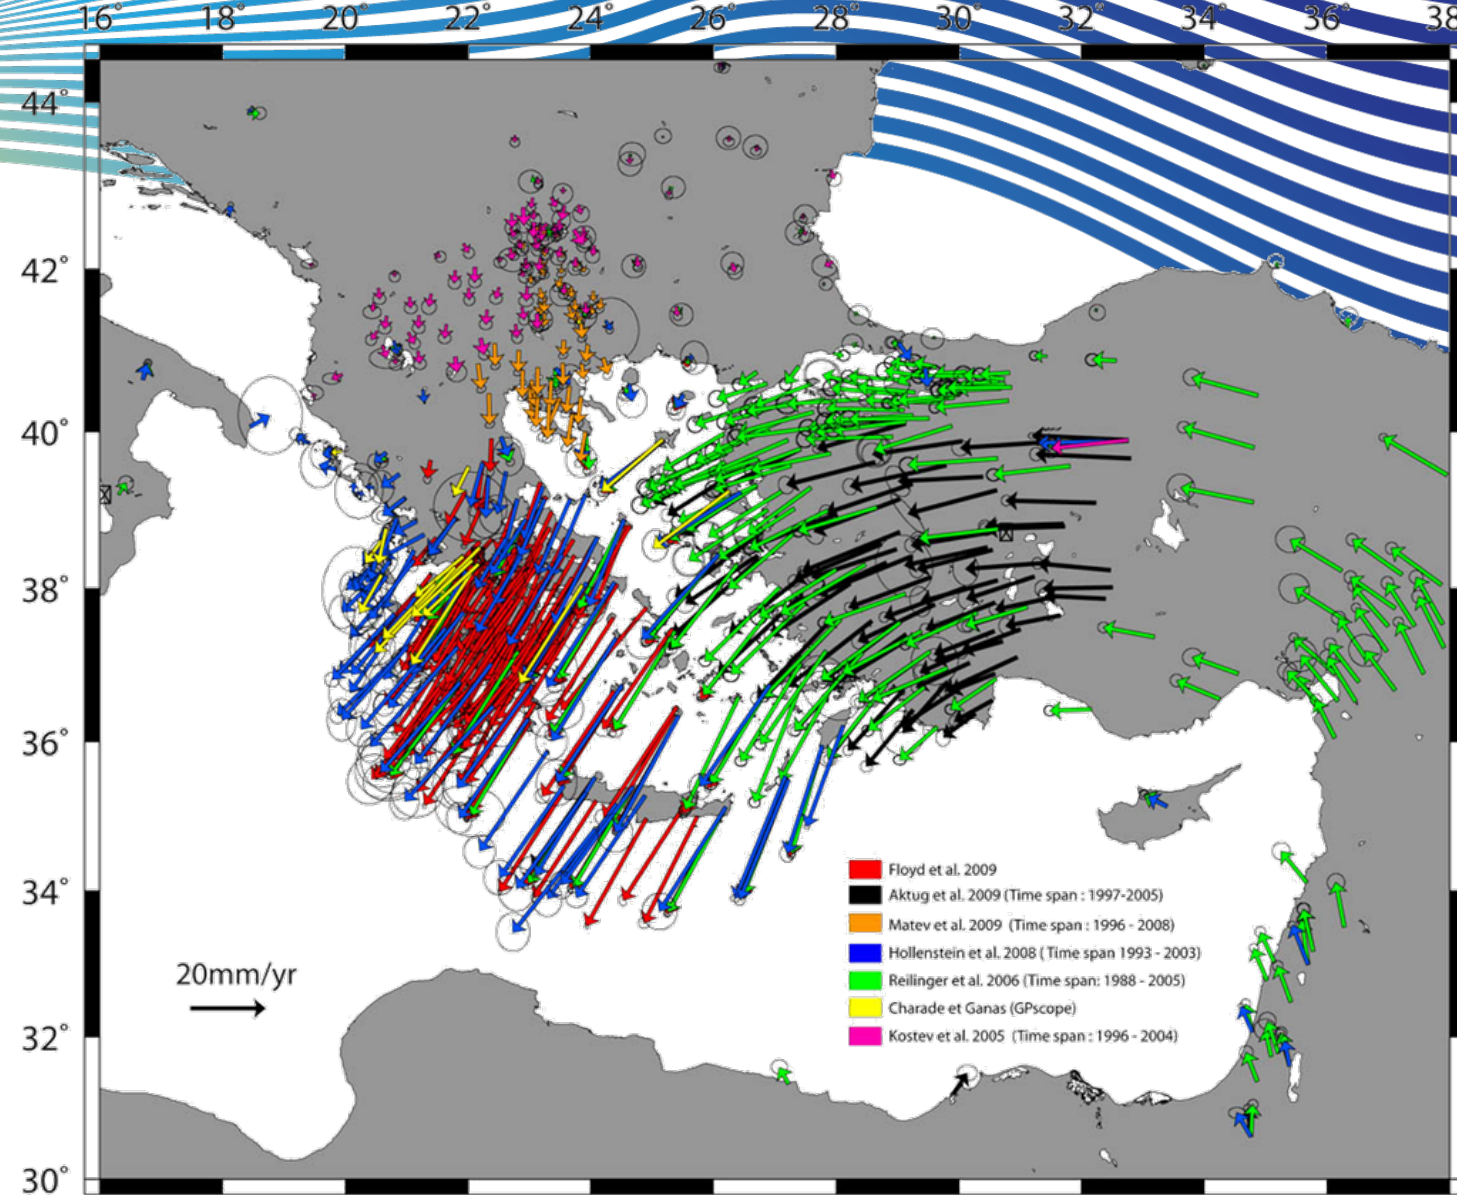 16° 18° 20° 22° 24° 26° 28° 30° 32° 34° 36° 38
44°
42°
40°
38°
36°
34°
32°
30°
20mm/yr
Floyd et al. 2009
Aktug et al. 2009 (Time span : 1997-2005)
Matev et al. 2009 (Time span : 1996 - 2008)
Hollenstein et al. 2008 ( Time span 1993 - 2003)
Reilinger et al. 2006 (Time span: 1988 - 2005)
Charade et Ganas (GPscope)
Kostev et al. 2005 (Time span : 1996 - 2004)